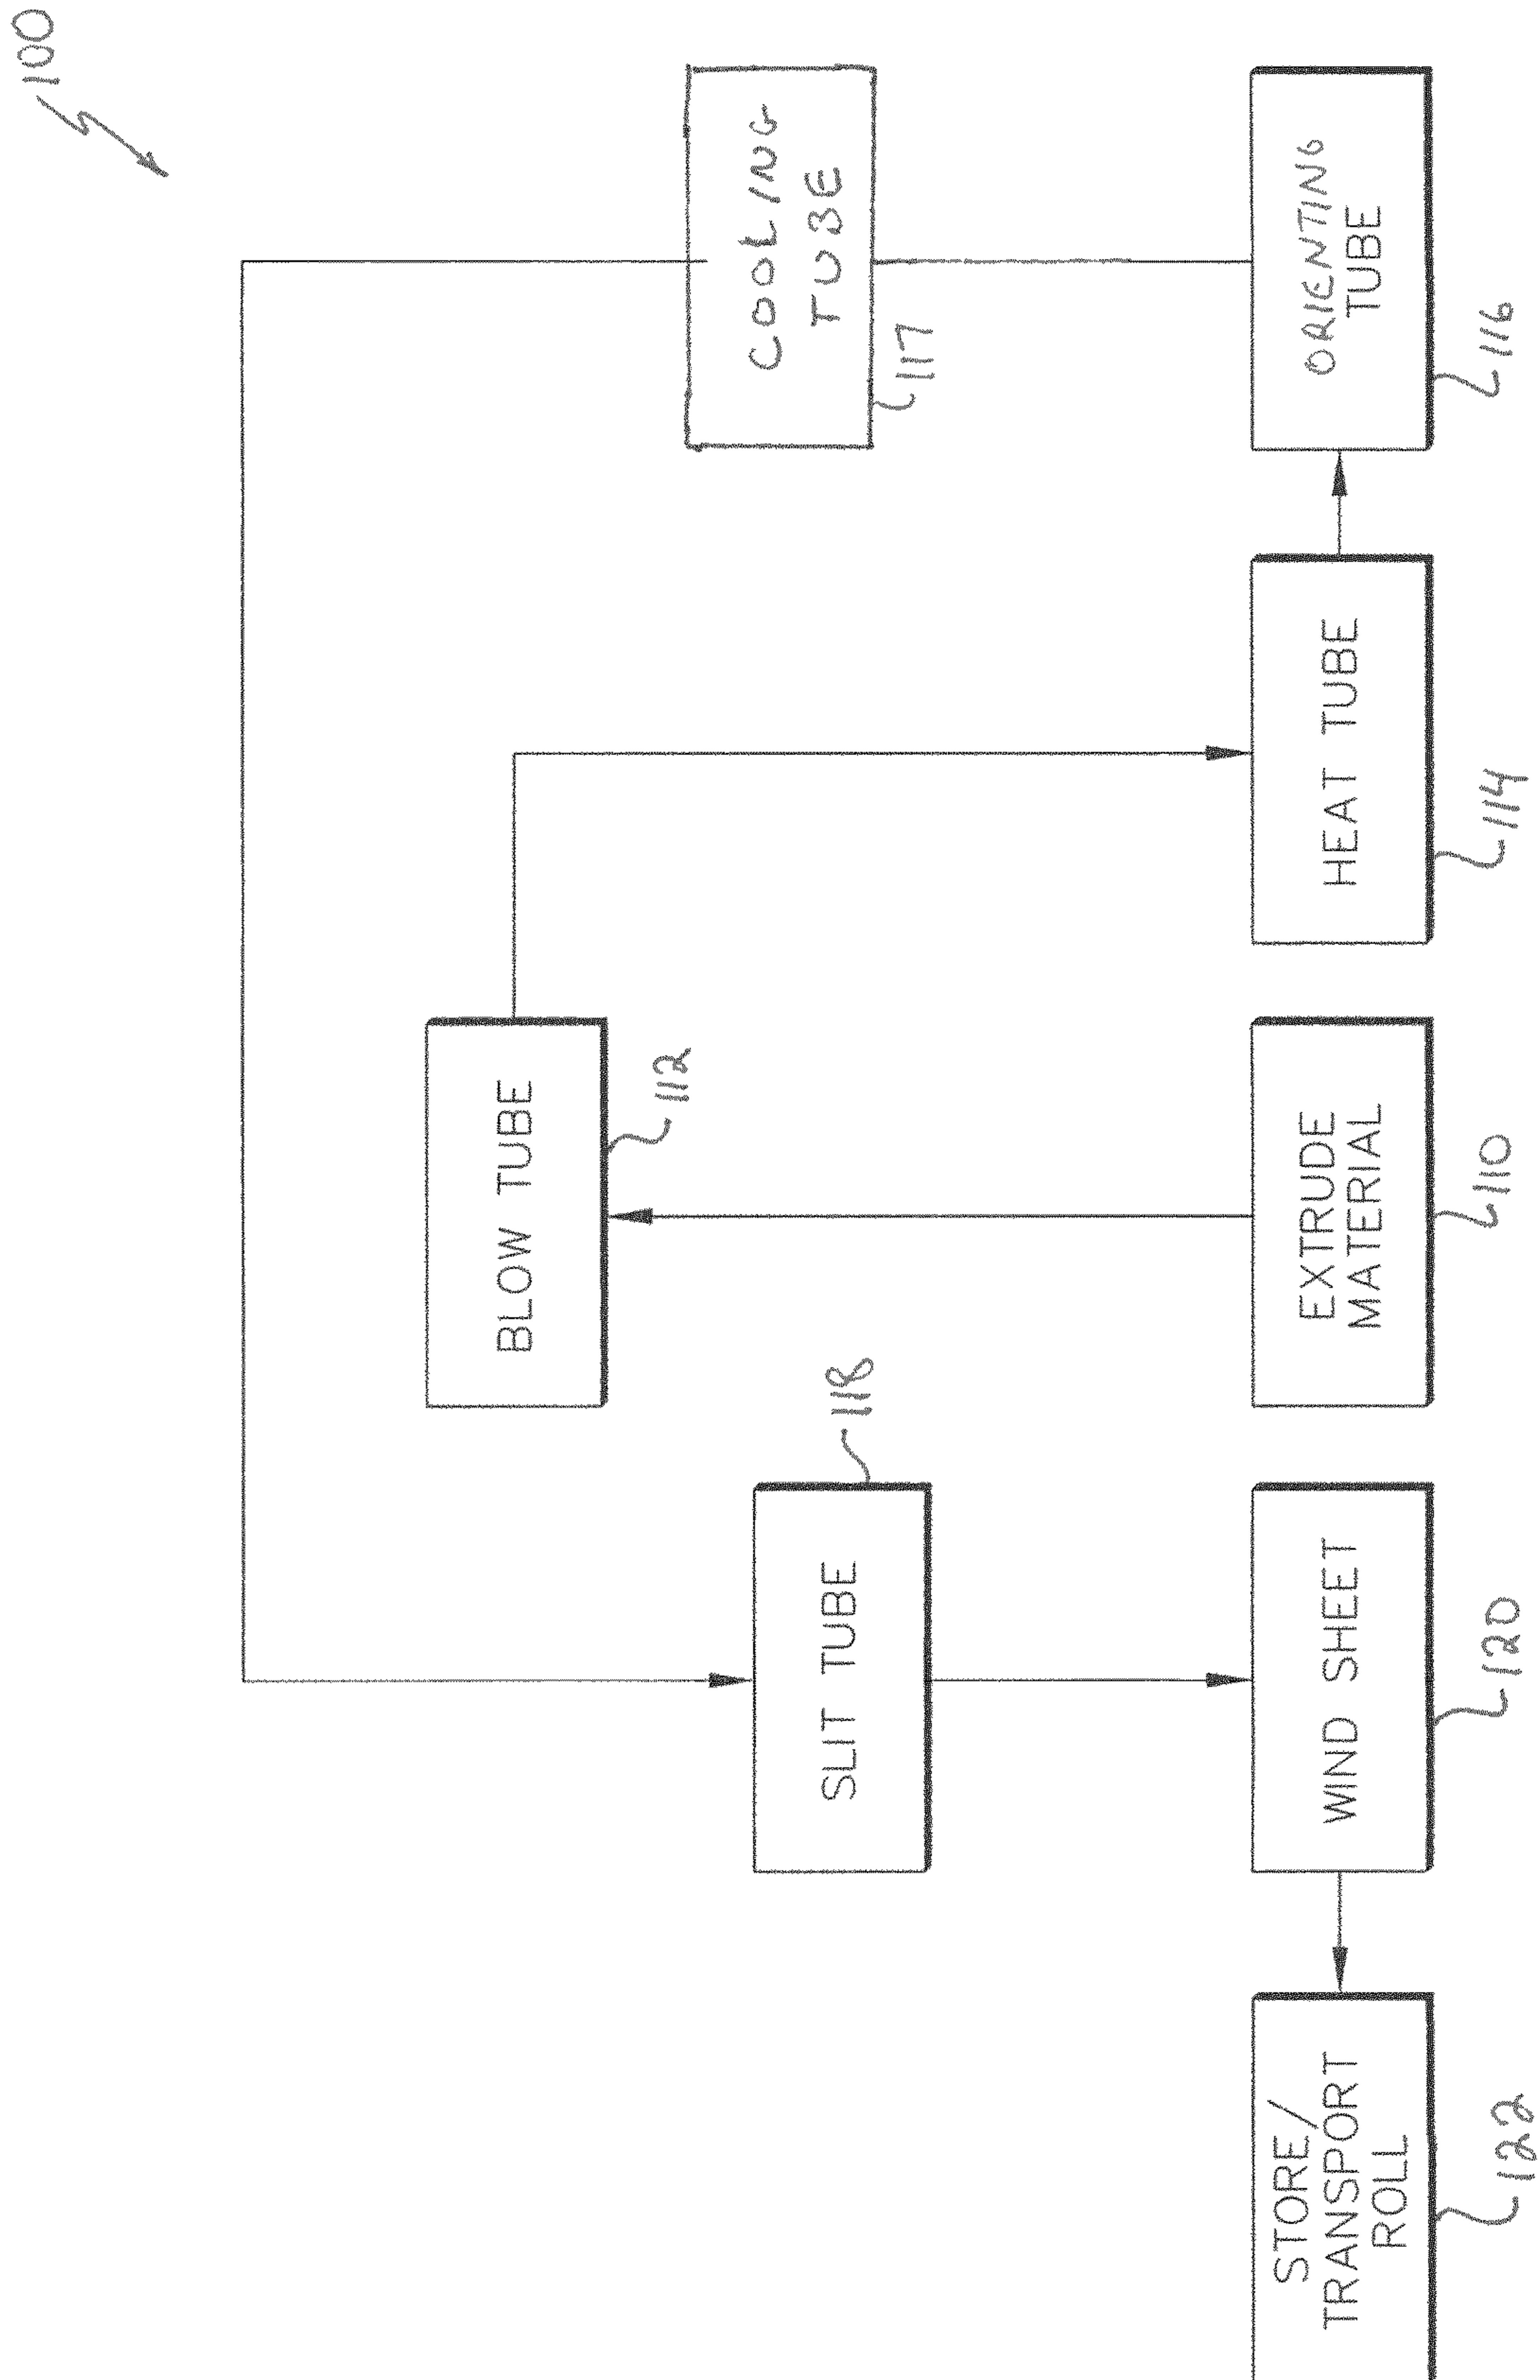 100
EXTRUDE
MATERIAL
110
BLOW TUBE
112
HEAT TUBE
114
ORIENTING
TUBE
116
COOLING
TUBE
117
SLIT TUBE
118
WIND SHEET
120
STORE/
TRANSPORT
ROLL
122